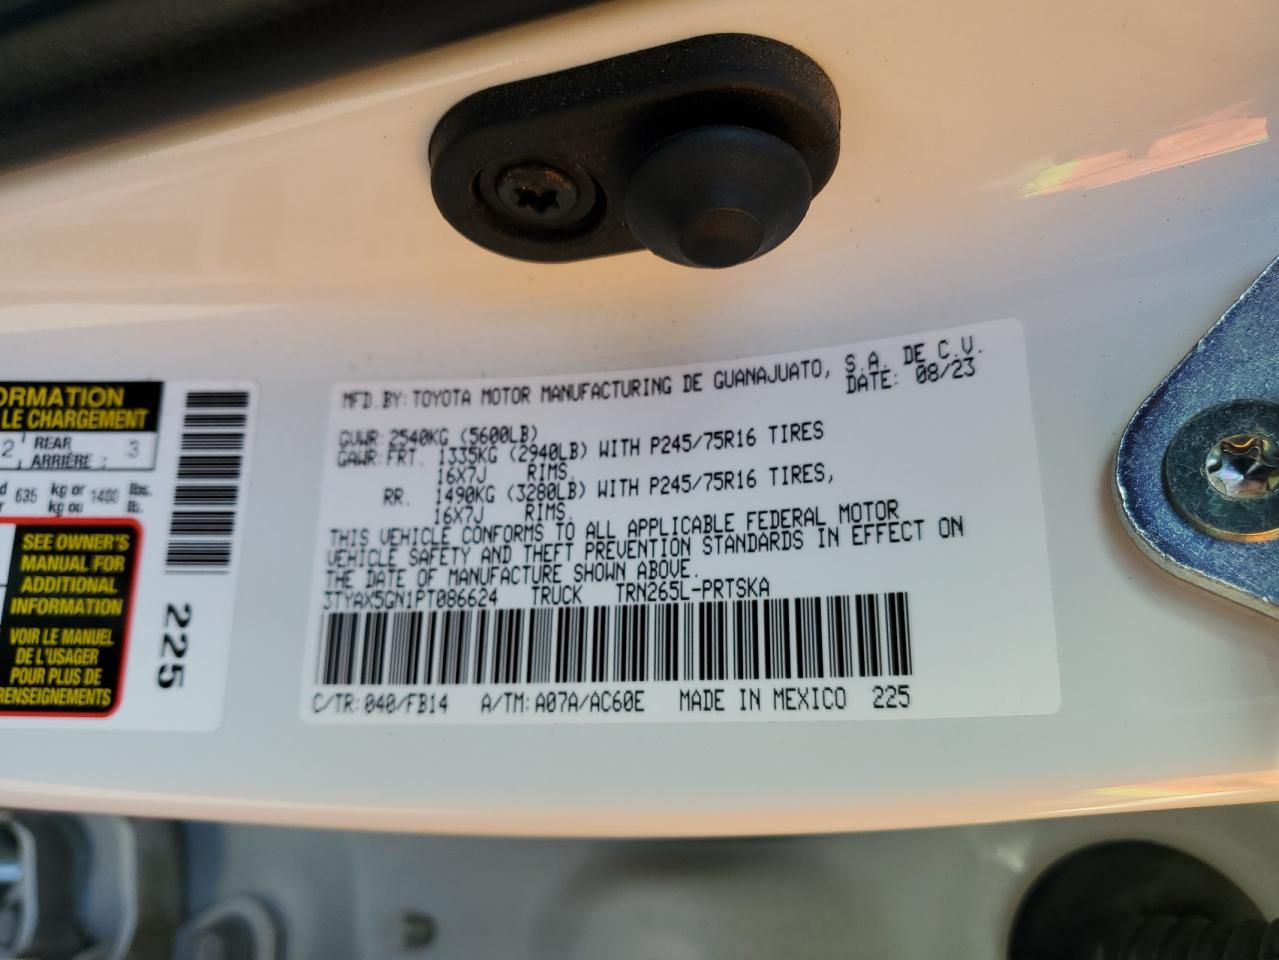 ORMATION
LE CHARGEMENT
2 REAR 3
ARRIÈRE :
635 kg or 1400 lbs.
kg ou lb.
SEE OWNER'S
MANUAL FOR
ADDITIONAL
INFORMATION
VOIR LE MANUEL
DE L'USAGER
POUR PLUS DE
RENSEIGNEMENTS
225
MFD.BY: TOYOTA MOTOR MANUFACTURING DE GUANAJUATO, S.A. DE C.V.
DATE: 08/23
GVWR: 2540KG (5600LB)
GAWR: FRT. 1335KG (2940LB) WITH P245/75R16 TIRES
16X7J RIMS.
RR. 1490KG (3280LB) WITH P245/75R16 TIRES,
16X7J RIMS.
THIS VEHICLE CONFORMS TO ALL APPLICABLE FEDERAL MOTOR
VEHICLE SAFETY AND THEFT PREVENTION STANDARDS IN EFFECT ON
THE DATE OF MANUFACTURE SHOWN ABOVE.
3TYAX5GN1PT086624 TRUCK TRN265L-PRTSKA
C/TR: 040/FB14 A/TM: A07A/AC60E MADE IN MEXICO 225